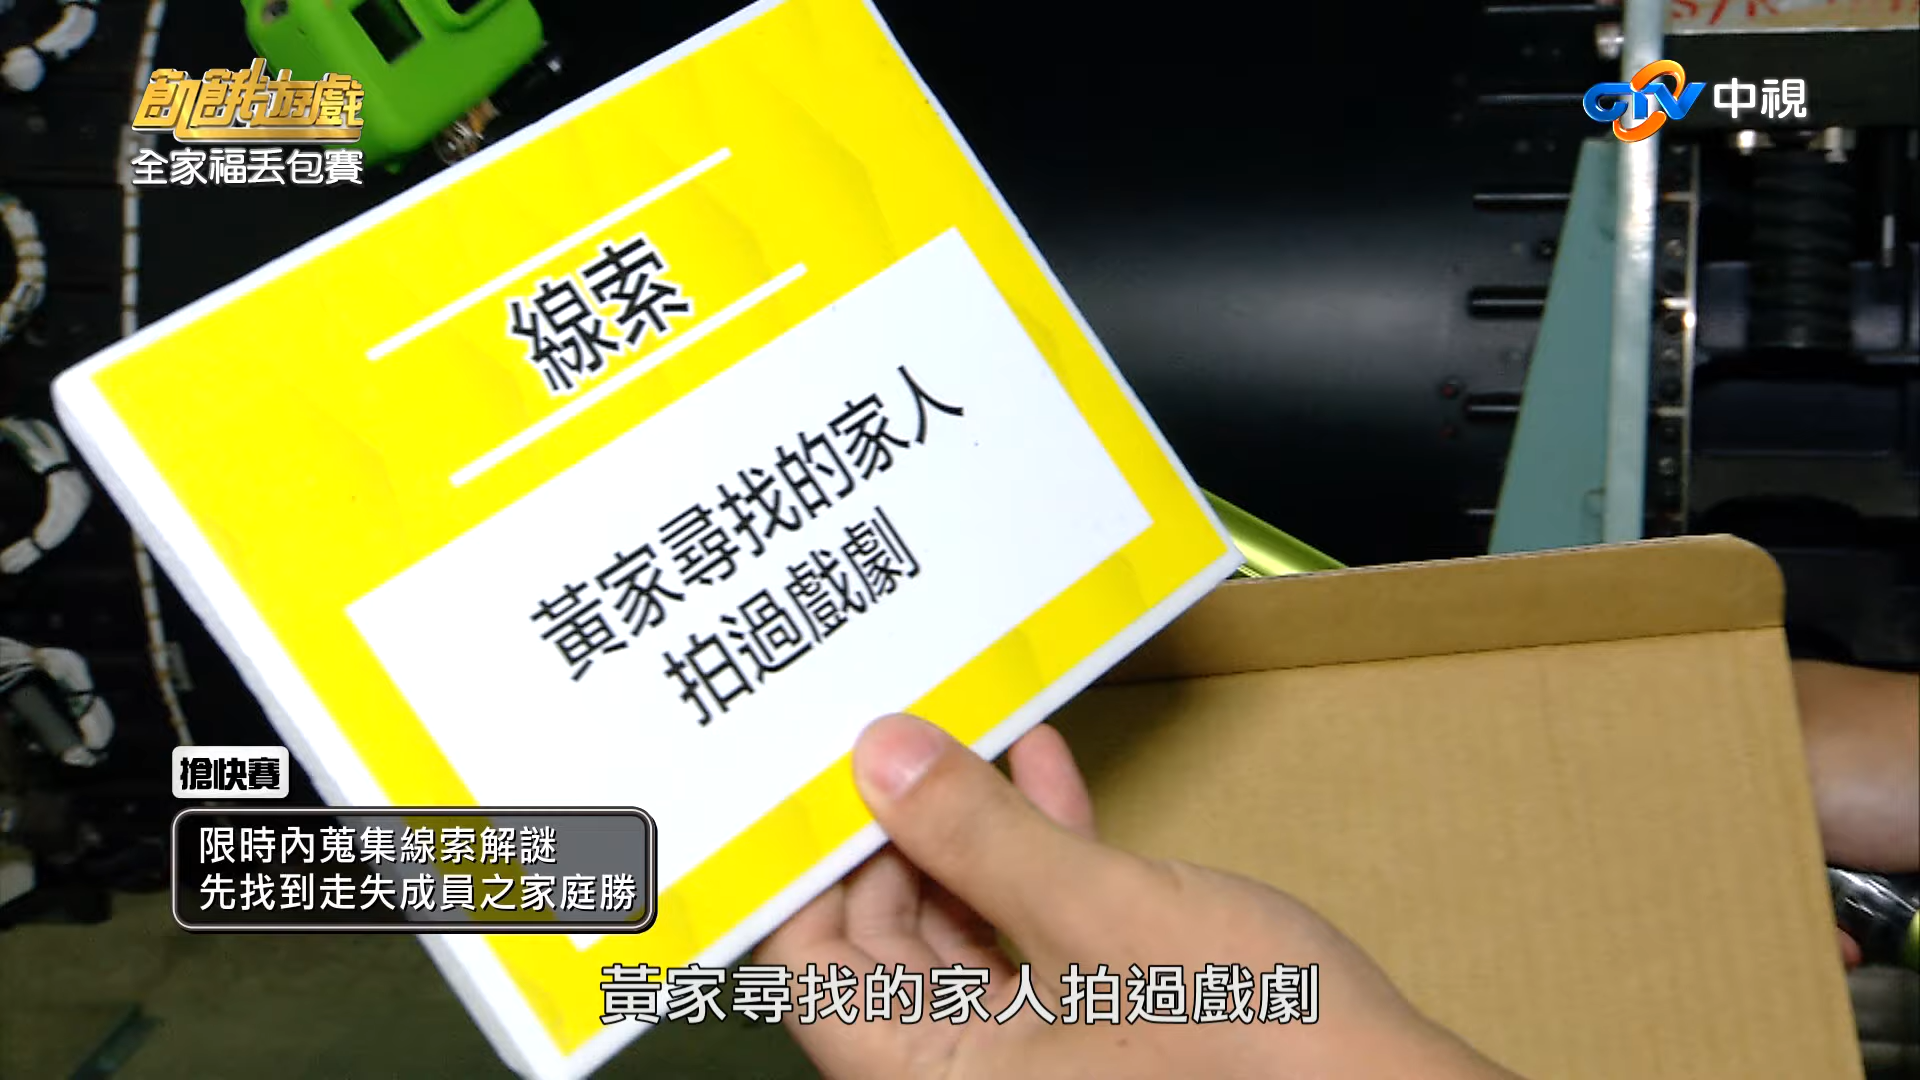 飢餓遊戲
全家福丟包賽
CTV中視
線索
黃家尋找的家人
拍過戲劇
搶快賽
限時內蒐集線索解謎
先找到走失成員之家庭勝
黃家尋找的家人拍過戲劇